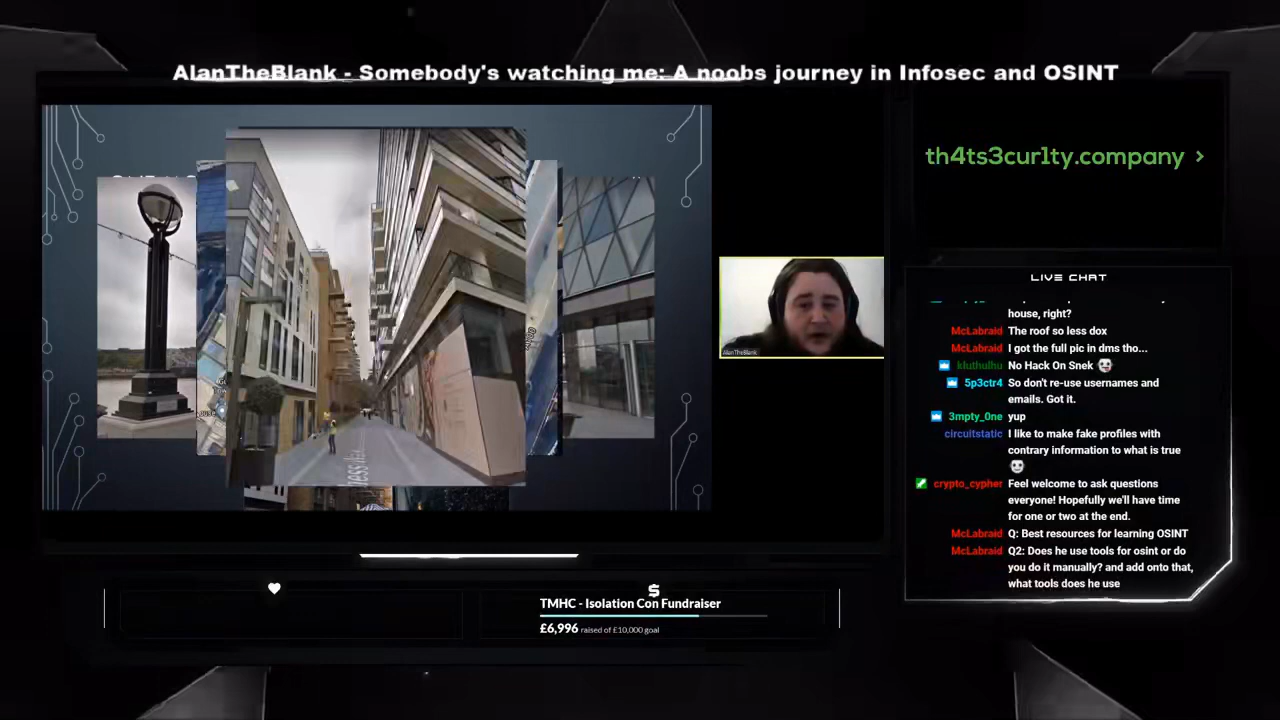 AlanTheBlank - Somebody's watching me: A noobs journey in Infosec and OSINT
th4ts3cur1ty.company >
AlanTheBlank
LIVE CHAT
house, right?
McLabraid The roof so less dox
McLabraid I got the full pic in dms tho...
kluthulhu No Hack On Snek
5p3ctr4 So don't re-use usernames and
emails. Got it.
3mpty_0ne yup
circuitstatic I like to make fake profiles with
contrary information to what is true
crypto_cypher Feel welcome to ask questions
everyone! Hopefully we'll have time
for one or two at the end.
McLabraid Q: Best resources for learning OSINT
McLabraid Q2: Does he use tools for osint or do
you do it manually? and add onto that,
what tools does he use
TMHC - Isolation Con Fundraiser
£6,996 raised of £10,000 goal